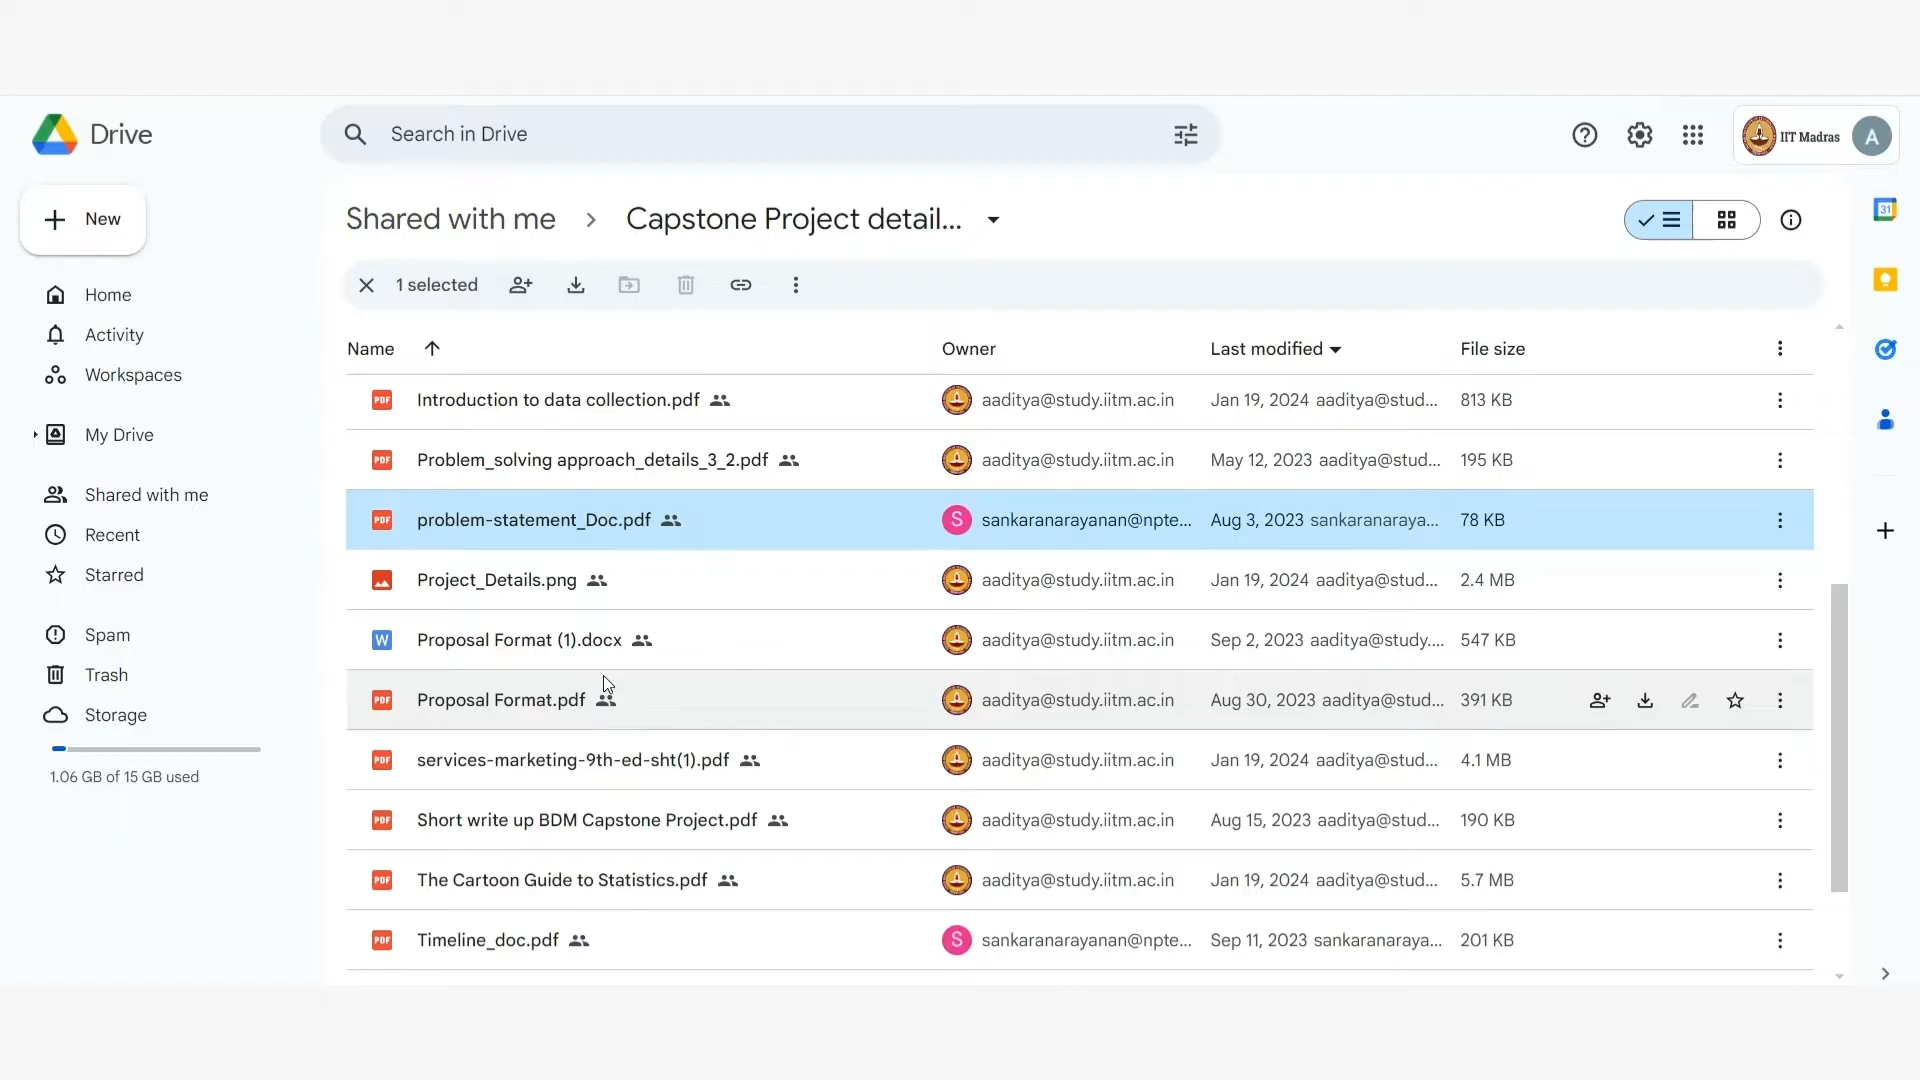 Drive
Search in Drive
IIT Madras
A
New
Shared with me
Capstone Project detail...
31
1 selected
Home
Activity
Workspaces
My Drive
Shared with me
Recent
Starred
Spam
Trash
Storage
1.06 GB of 15 GB used
Name Owner Last modified File size
PDF Introduction to data collection.pdf aaditya@study.iitm.ac.in Jan 19, 2024 aaditya@stud... 813 KB
PDF Problem_solving approach_details_3_2.pdf aaditya@study.iitm.ac.in May 12, 2023 aaditya@stud... 195 KB
PDF problem-statement_Doc.pdf S sankaranarayanan@npte... Aug 3, 2023 sankaranaraya... 78 KB
Project_Details.png aaditya@study.iitm.ac.in Jan 19, 2024 aaditya@stud... 2.4 MB
W Proposal Format (1).docx aaditya@study.iitm.ac.in Sep 2, 2023 aaditya@study.... 547 KB
PDF Proposal Format.pdf aaditya@study.iitm.ac.in Aug 30, 2023 aaditya@stud... 391 KB
PDF services-marketing-9th-ed-sht(1).pdf aaditya@study.iitm.ac.in Jan 19, 2024 aaditya@stud... 4.1 MB
PDF Short write up BDM Capstone Project.pdf aaditya@study.iitm.ac.in Aug 15, 2023 aaditya@stud... 190 KB
PDF The Cartoon Guide to Statistics.pdf aaditya@study.iitm.ac.in Jan 19, 2024 aaditya@stud... 5.7 MB
PDF Timeline_doc.pdf S sankaranarayanan@npte... Sep 11, 2023 sankaranaraya... 201 KB